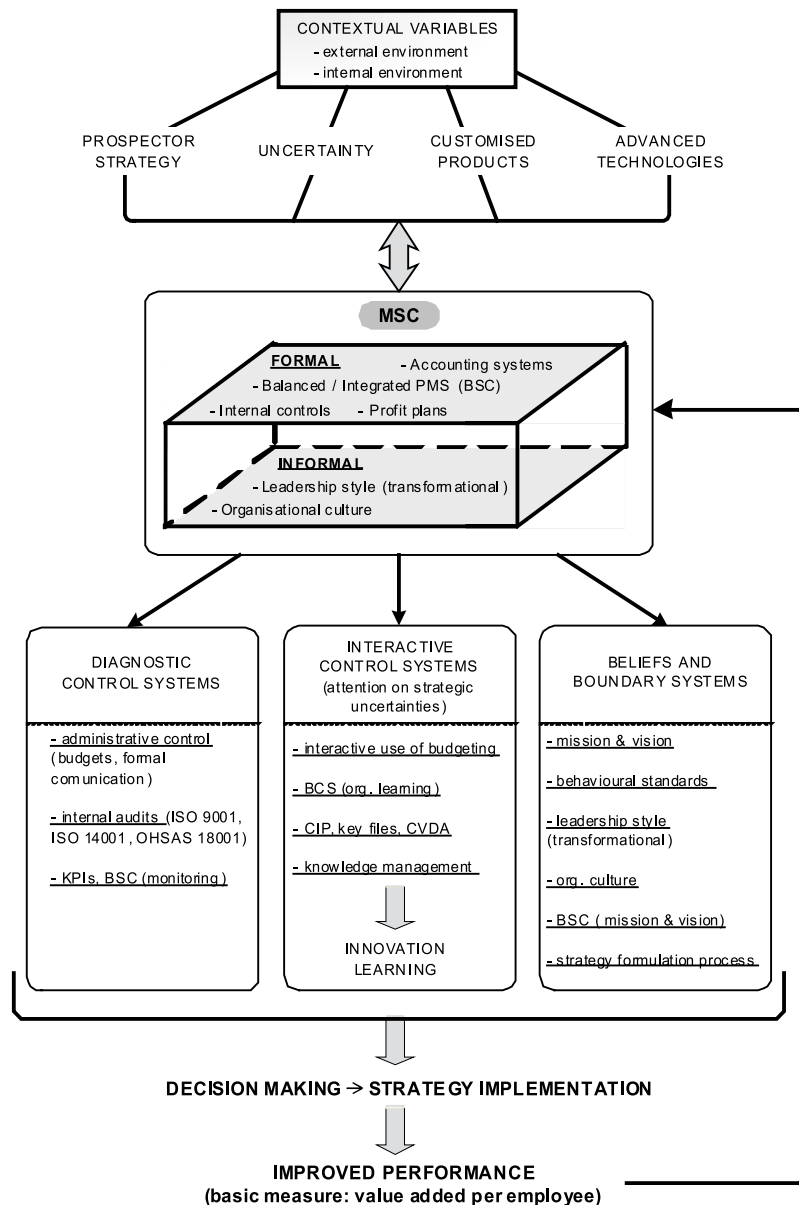 CONTEXTUAL VARIABLES
- external environment
- internal environment
PROSPECTOR
STRATEGY
UNCERTAINTY
CUSTOMISED
PRODUCTS
ADVANCED
TECHNOLOGIES
MSC
FORMAL
- Accounting systems
- Balanced / Integrated PMS (BSC)
- Internal controls
- Profit plans
INFORMAL
- Leadership style (transformational)
- Organisational culture
DIAGNOSTIC
CONTROL SYSTEMS
- administrative control
(budgets, formal
comunication)
- internal audits (ISO 9001,
ISO 14001, OHSAS 18001)
- KPIs, BSC (monitoring)
INTERACTIVE
CONTROL SYSTEMS
(attention on strategic
uncertainties)
- interactive use of budgeting
- BCS (org. learning)
- CIP, key files, CVDA
- knowledge management
INNOVATION
LEARNING
BELIEFS AND
BOUNDARY SYSTEMS
- mission & vision
- behavioural standards
- leadership style
(transformational)
- org. culture
- BSC ( mission & vision)
- strategy formulation process
DECISION MAKING → STRATEGY IMPLEMENTATION
IMPROVED PERFORMANCE
(basic measure: value added per employee)